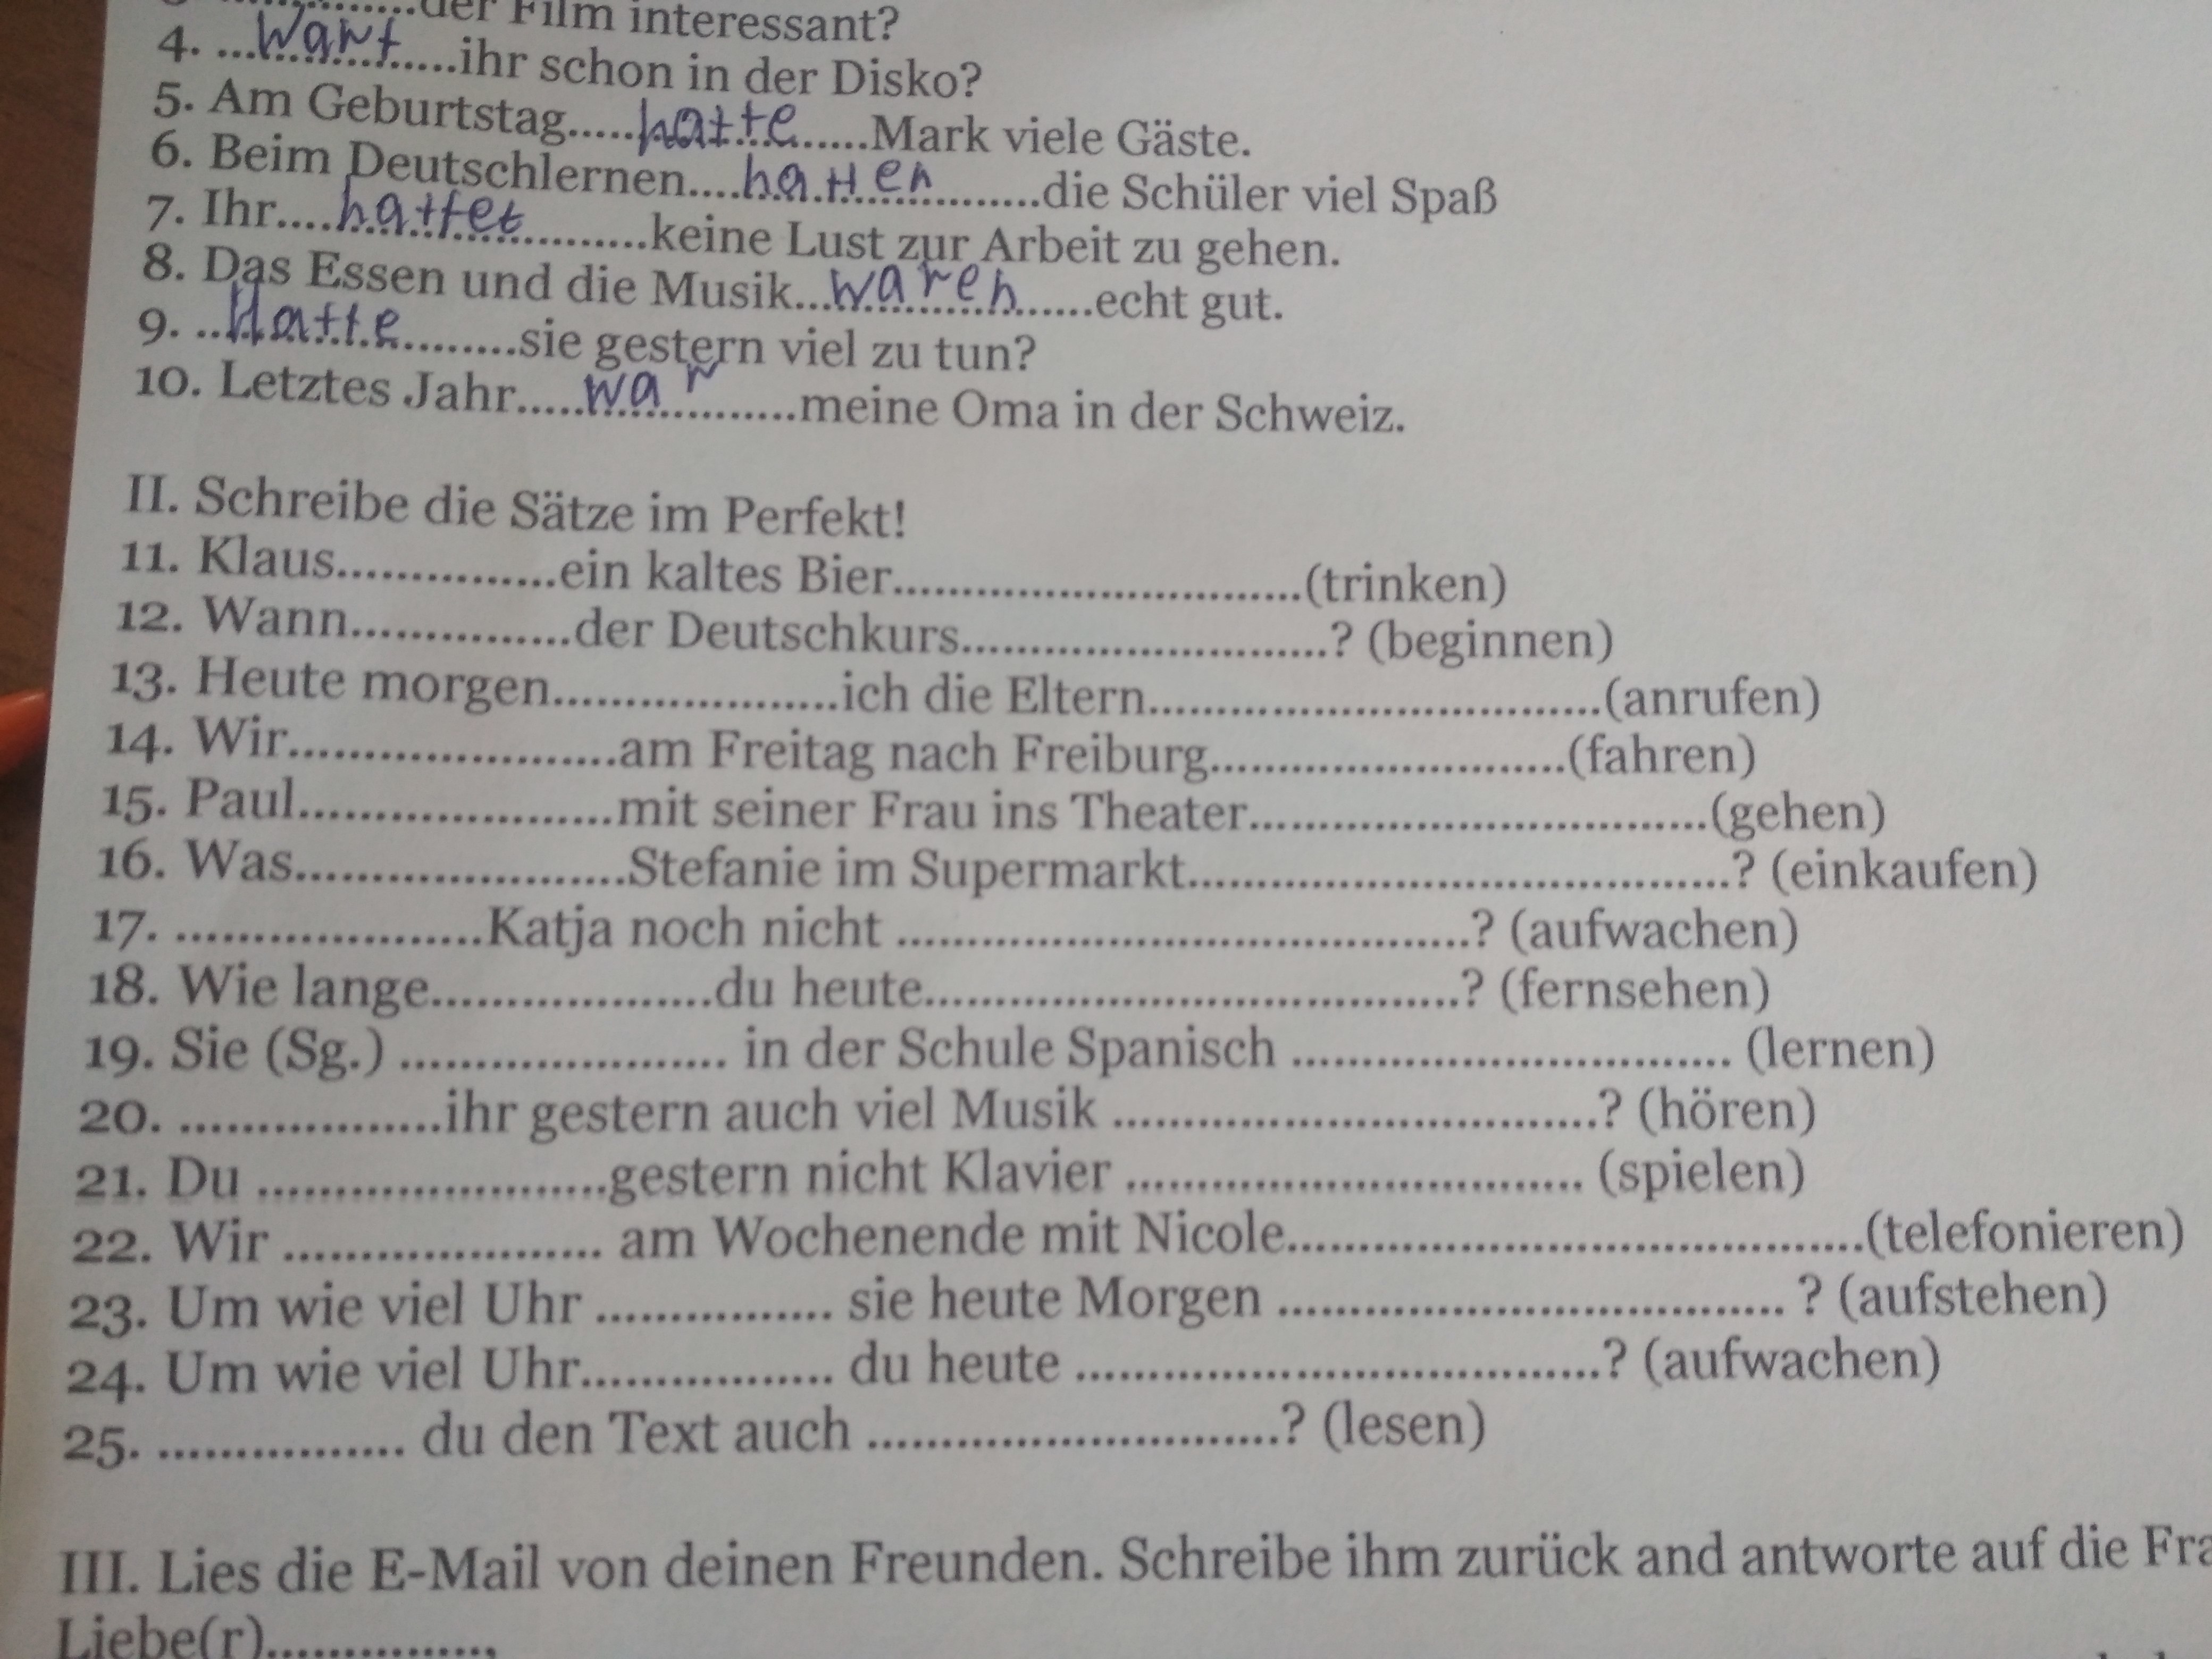 der Film interessant?
4. ...Wart......ihr schon in der Disko?
5. Am Geburtstag.....hatte......Mark viele Gäste.
6. Beim Deutschlernen....hatten........die Schüler viel Spaß
7. Ihr....hattet..........keine Lust zur Arbeit zu gehen.
8. Das Essen und die Musik...waren......echt gut.
9. ..Hatte........sie gestern viel zu tun?
10. Letztes Jahr.....war........meine Oma in der Schweiz.
II. Schreibe die Sätze im Perfekt!
11. Klaus...............ein kaltes Bier.............................(trinken)
12. Wann...............der Deutschkurs..........................? (beginnen)
13. Heute morgen....................ich die Eltern................................(anrufen)
14. Wir.......................am Freitag nach Freiburg.........................(fahren)
15. Paul......................mit seiner Frau ins Theater................................(gehen)
16. Was.......................Stefanie im Supermarkt......................................? (einkaufen)
17. .....................Katja noch nicht ........................................? (aufwachen)
18. Wie lange...................du heute......................................? (fernsehen)
19. Sie (Sg.) ....................... in der Schule Spanisch ............................... (lernen)
20. ..................ihr gestern auch viel Musik ..................................? (hören)
21. Du ........................gestern nicht Klavier ................................ (spielen)
22. Wir ...................... am Wochenende mit Nicole........................................(telefonieren)
23. Um wie viel Uhr ................ sie heute Morgen .................................... ? (aufstehen)
24. Um wie viel Uhr................. du heute .....................................? (aufwachen)
25. ................. du den Text auch .............................? (lesen)
III. Lies die E-Mail von deinen Freunden. Schreibe ihm zurück and antworte auf die
Liebe(r)................,